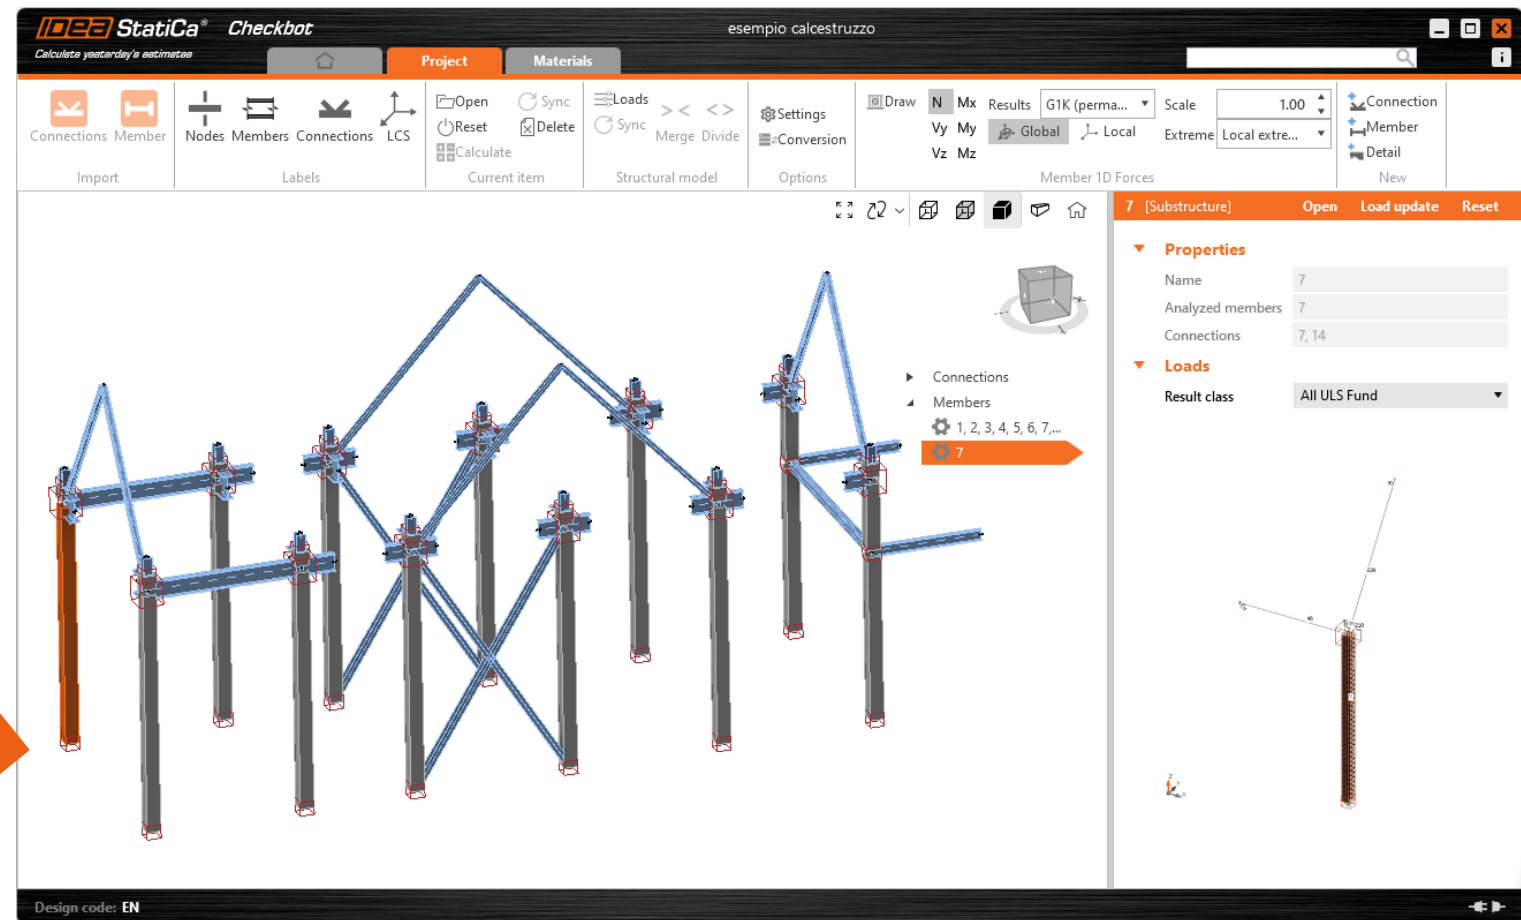 IDEA StatiCa® Checkbot
esempio calcestruzzo
Calculate yesterday's estimates
Project
Materials
Connections Member
Import
Nodes Members Connections LCS
Labels
Open Sync
Reset Delete
Calculate
Current item
Loads
Sync
Merge Divide
Structural model
Settings
Conversion
Options
Draw N Mx Results G1K (perma... Scale 1.00
Vy My Global Local Extreme Local extre...
Vz Mz
Member 1D Forces
Connection
Member
Detail
New
7 [Substructure] Open Load update Reset
Properties
Name 7
Analyzed members 7
Connections 7, 14
Loads
Result class All ULS Fund
Connections
Members
1, 2, 3, 4, 5, 6, 7,...
7
Design code: EN